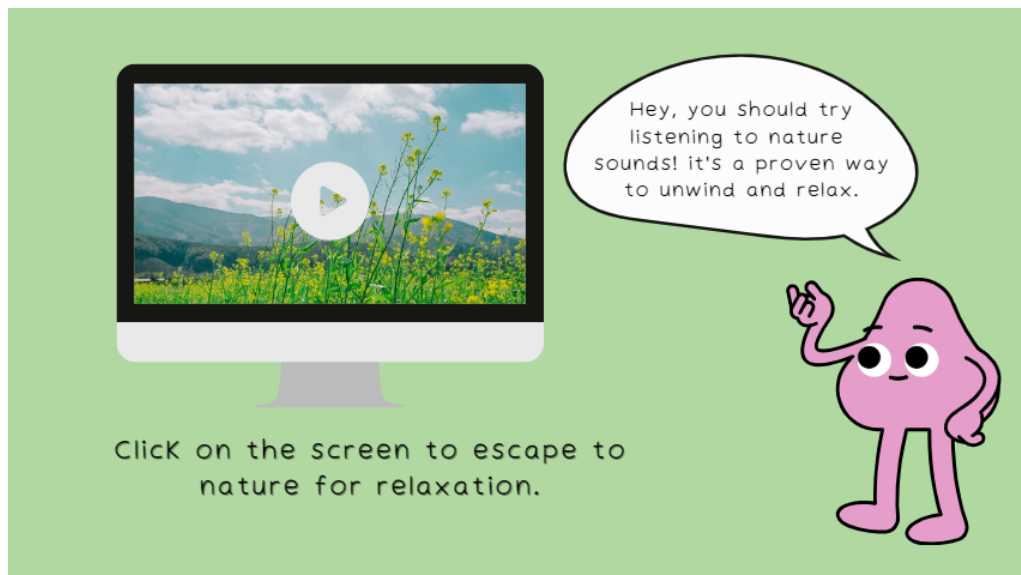 Hey, you should try
listening to nature
sounds! it's a proven way
to unwind and relax.
Click on the screen to escape to
nature for relaxation.